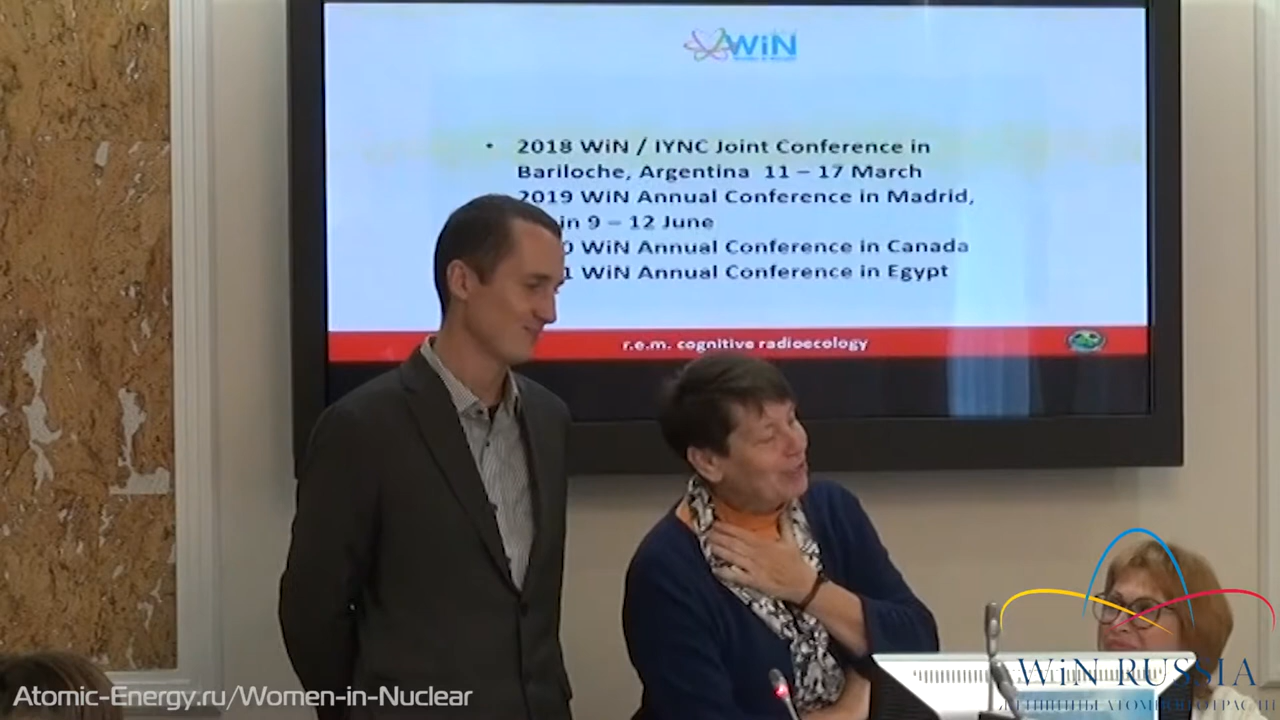 WiN
• 2018 WiN / IYNC Joint Conference in
Bariloche, Argentina 11 – 17 March
2019 WiN Annual Conference in Madrid,
in 9 – 12 June
0 WiN Annual Conference in Canada
1 WiN Annual Conference in Egypt
r.e.m. cognitive radioecology
WiN RUSSIA
Atomic-Energy.ru/Women-in-Nuclear